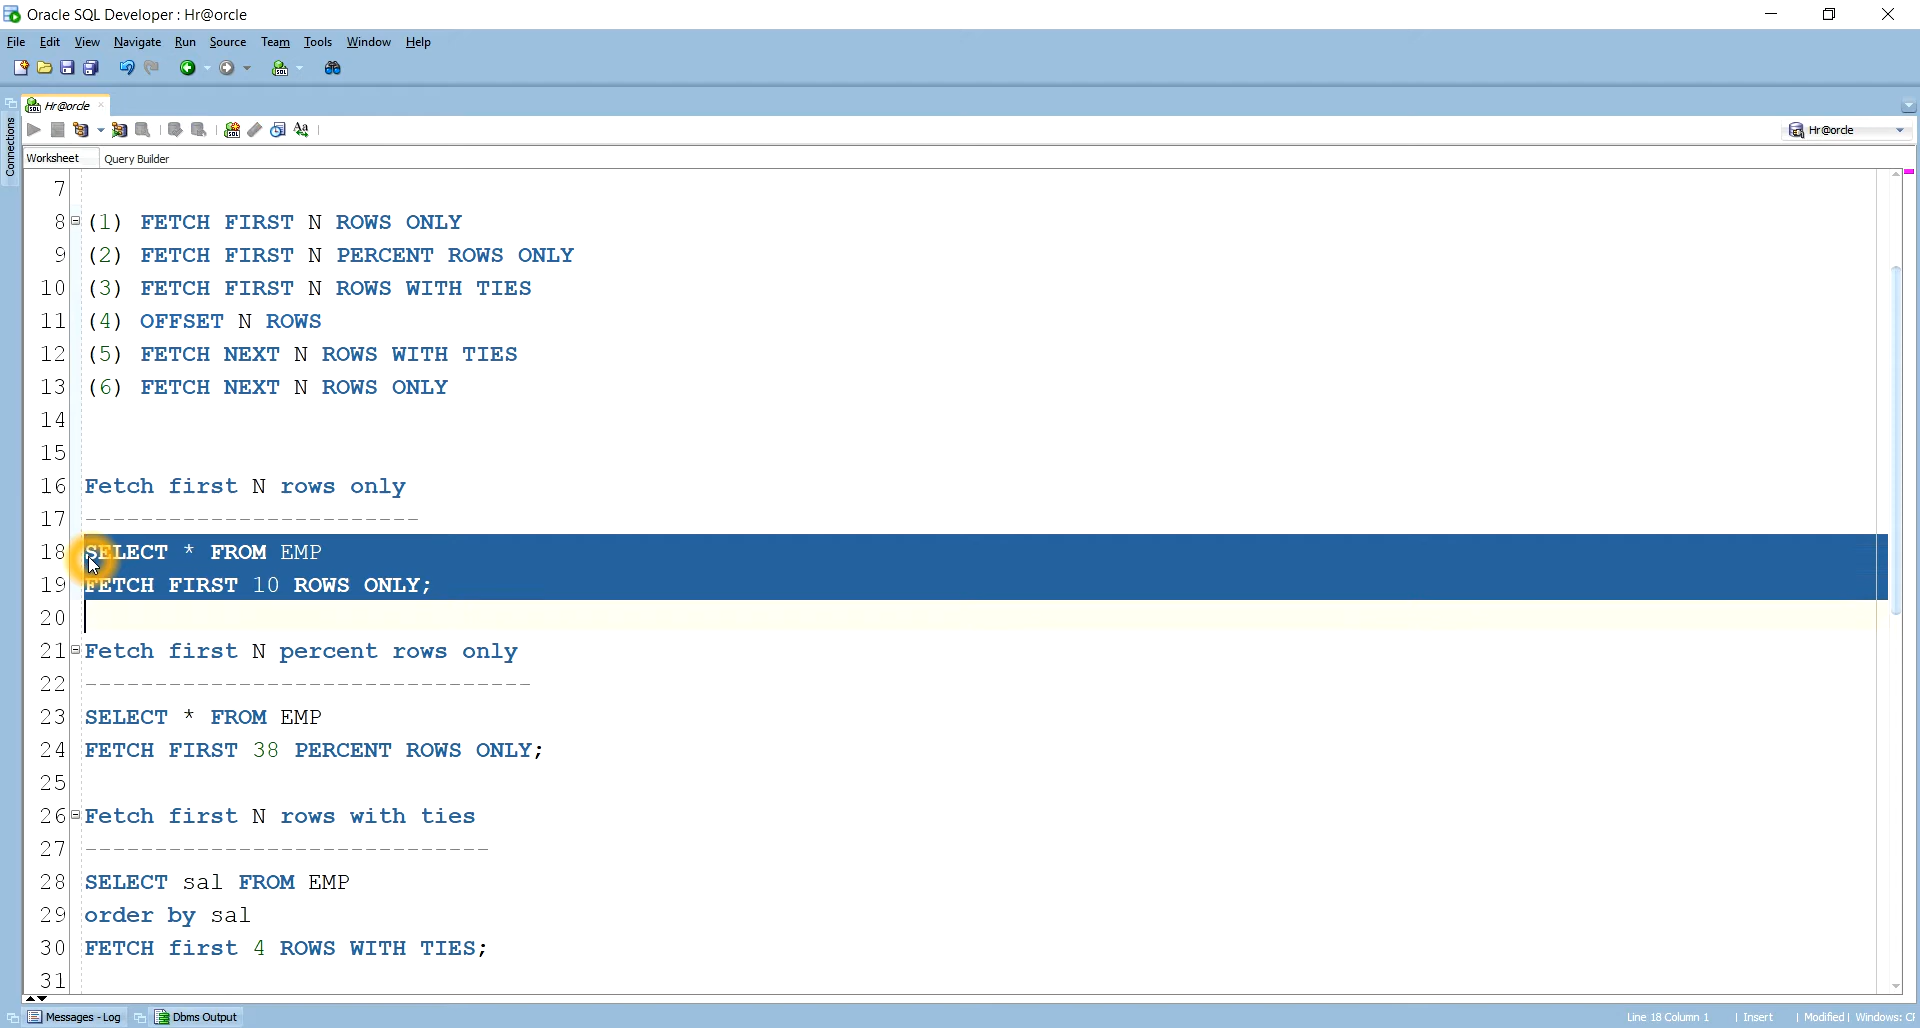 Oracle SQL Developer : Hr@orcle
File Edit View Navigate Run Source Team Tools Window Help
Connections
Hr@orcle
Hr@orcle
Worksheet Query Builder
7
8 (1) FETCH FIRST N ROWS ONLY
9 (2) FETCH FIRST N PERCENT ROWS ONLY
10 (3) FETCH FIRST N ROWS WITH TIES
11 (4) OFFSET N ROWS
12 (5) FETCH NEXT N ROWS WITH TIES
13 (6) FETCH NEXT N ROWS ONLY
14
15
16 Fetch first N rows only
17 ------------------------
18 SELECT * FROM EMP
19 FETCH FIRST 10 ROWS ONLY;
20
21 Fetch first N percent rows only
22 --------------------------------
23 SELECT * FROM EMP
24 FETCH FIRST 38 PERCENT ROWS ONLY;
25
26 Fetch first N rows with ties
27 -----------------------------
28 SELECT sal FROM EMP
29 order by sal
30 FETCH first 4 ROWS WITH TIES;
31
Messages - Log Dbms Output
Line 18 Column 1 | Insert | Modified | Windows: CF